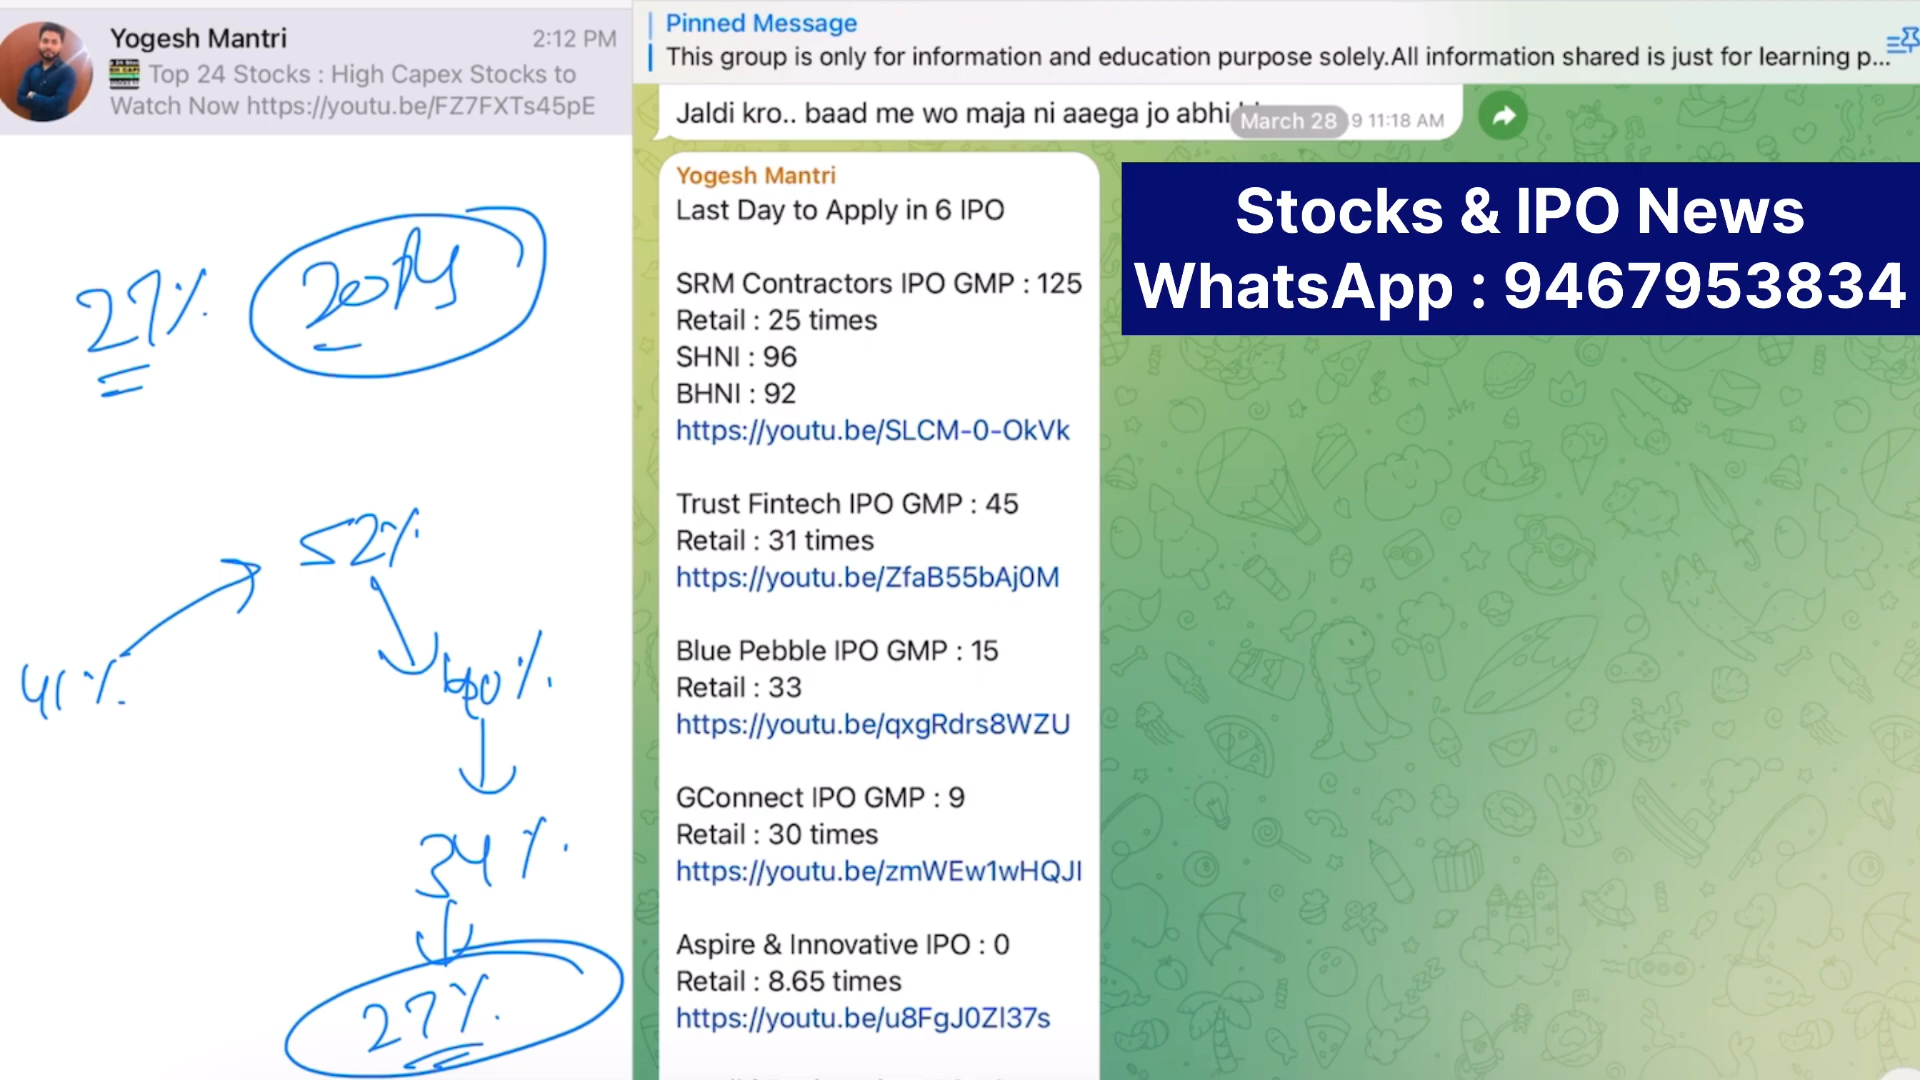 Yogesh Mantri
2:12 PM
Top 24 Stocks : High Capex Stocks to
Watch Now https://youtu.be/FZ7FXTs45pE
27%
52%
41%
40%
34%
27%
Pinned Message
This group is only for information and education purpose solely.All information shared is just for learning p...
Jaldi kro.. baad me wo maja ni aaega jo abhi
March 28
9 11:18 AM
Yogesh Mantri
Last Day to Apply in 6 IPO
SRM Contractors IPO GMP : 125
Retail : 25 times
SHNI : 96
BHNI : 92
https://youtu.be/SLCM-0-OkVk
Trust Fintech IPO GMP : 45
Retail : 31 times
https://youtu.be/ZfaB55bAj0M
Blue Pebble IPO GMP : 15
Retail : 33
https://youtu.be/qxgRdrs8WZU
GConnect IPO GMP : 9
Retail : 30 times
https://youtu.be/zmWEw1wHQJI
Aspire & Innovative IPO : 0
Retail : 8.65 times
https://youtu.be/u8FgJ0Zl37s
Stocks & IPO News
WhatsApp : 9467953834